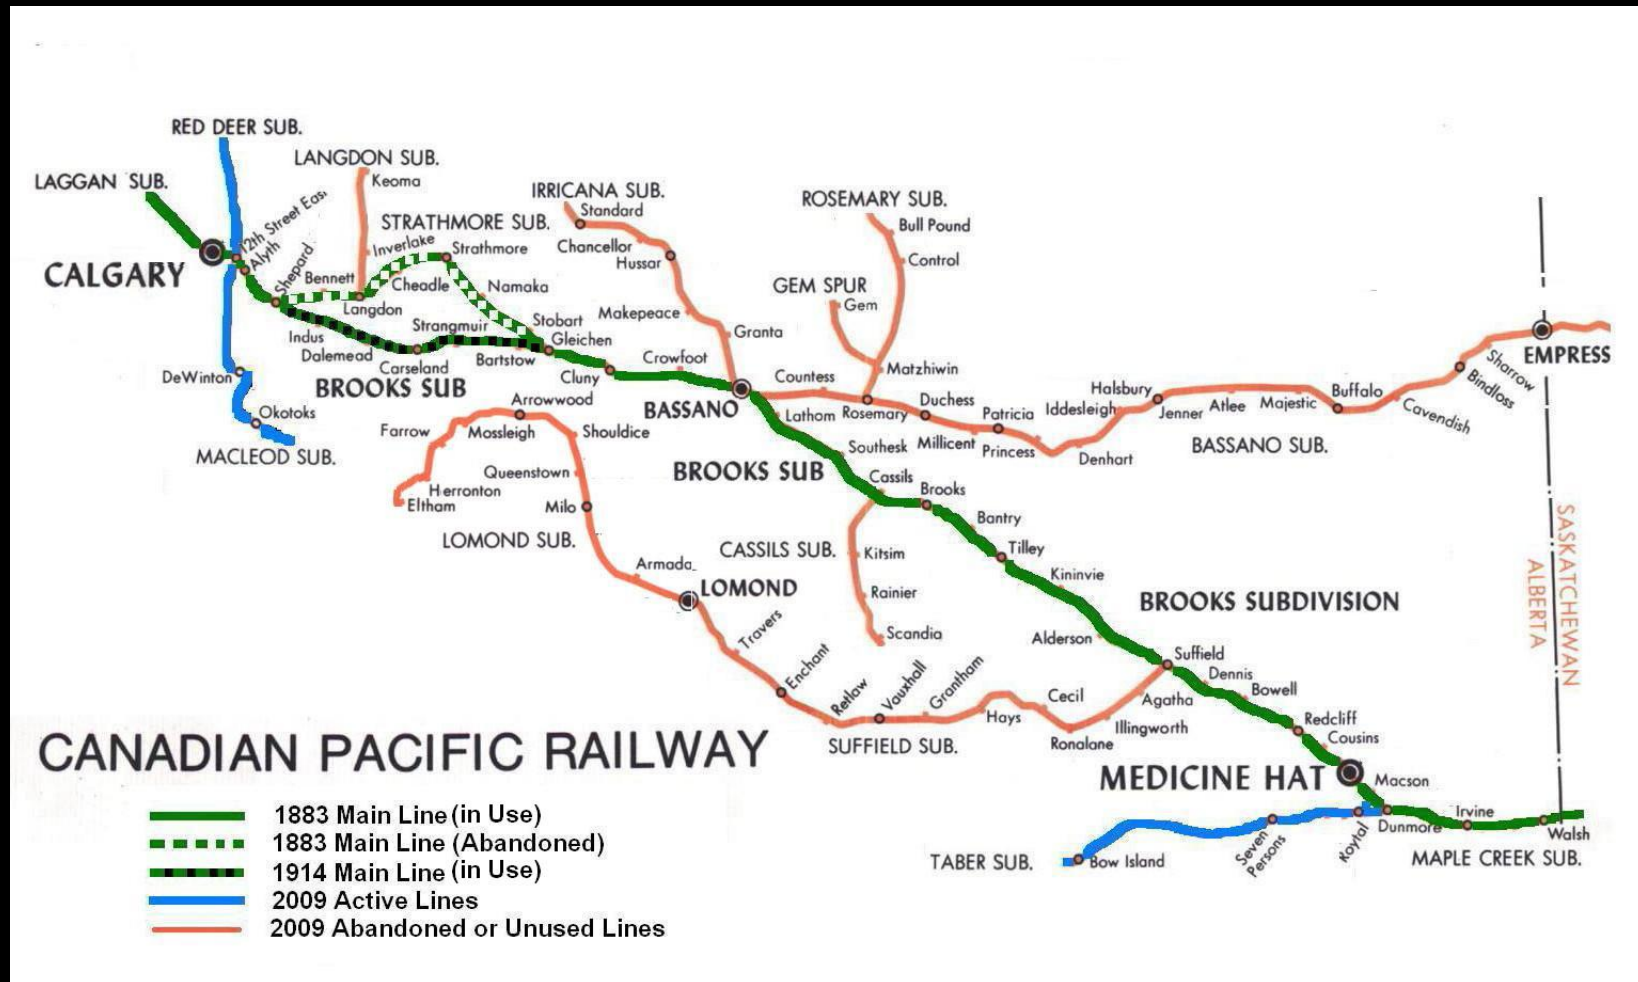 RED DEER SUB.
LANGDON SUB.
LAGGAN SUB.
Keoma
IRRICANA SUB.
ROSEMARY SUB.
12th Street East
Standard
STRATHMORE SUB.
Bull Pound
Alyth
Shepard
Inverlake
Strathmore
Chancellor
Hussar
Control
CALGARY
Bennett
Cheadle
Namaka
GEM SPUR
Gem
Langdon
Makepeace
Stobart
Granta
Indus
Strangmuir
Gleichen
Dalemead
Carseland
Bartstow
Crowfoot
Matzhiwin
EMPRESS
Sharrow
Bindloss
DeWinton
BROOKS SUB
Cluny
Countess
Halsbury
Buffalo
Arrowwood
BASSANO
Lathom
Rosemary
Duchess
Patricia
Iddesleigh
Jenner
Atlee
Majestic
Cavendish
Okotoks
Farrow
Mossleigh
Shouldice
Southesk
Millicent
Princess
Denhart
BASSANO SUB.
MACLEOD SUB.
Queenstown
BROOKS SUB
Cassils
Brooks
Herronton
Eltham
Milo
Bantry
LOMOND SUB.
CASSILS SUB.
Kitsim
Tilley
SASKATCHEWAN
ALBERTA
Armada
LOMOND
Rainier
Kininvie
BROOKS SUBDIVISION
Travers
Scandia
Alderson
Suffield
Enchant
Retlaw
Vauxhall
Grantham
Hays
Cecil
Agatha
Dennis
Bowell
Ronalane
Illingworth
Redcliff
Cousins
SUFFIELD SUB.
CANADIAN PACIFIC RAILWAY
MEDICINE HAT
Macson
1883 Main Line (in Use)
1883 Main Line (Abandoned)
1914 Main Line (in Use)
2009 Active Lines
2009 Abandoned or Unused Lines
Irvine
Dunmore
Walsh
TABER SUB.
Bow Island
Seven
Persons
Roytal
MAPLE CREEK SUB.